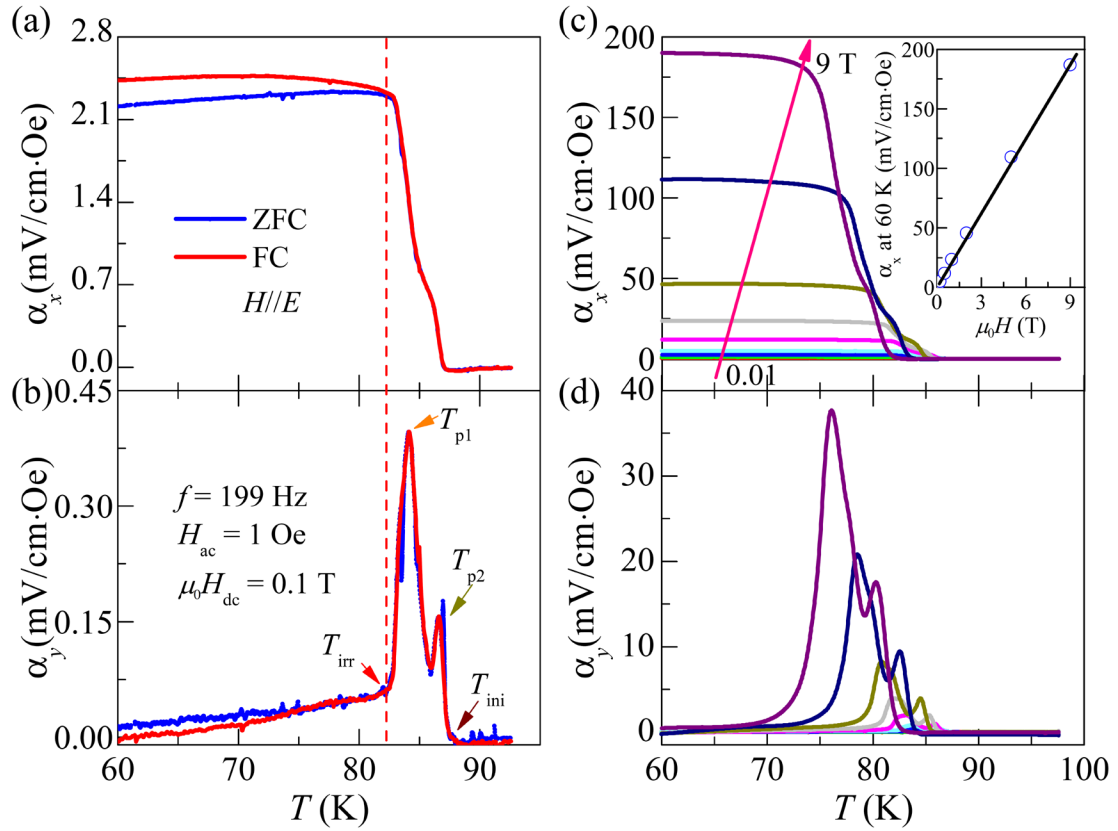 (a)
2.8
2.1
1.4
0.7
0.0
αx(mV/cm·Oe)
ZFC
FC
H//E
(b)
0.45
0.30
0.15
0.00
αy(mV/cm·Oe)
Tp1
f = 199 Hz
Hac = 1 Oe
μ0Hdc = 0.1 T
Tp2
Tirr
Tini
60 70 80 90
T (K)
(c)
200
150
100
50
0
αx(mV/cm·Oe)
9 T
0.01
200
150
100
50
0
αx at 60 K (mV/cm·Oe)
0 3 6 9
μ0H (T)
(d)
40
30
20
10
0
αy(mV/cm·Oe)
60 70 80 90 100
T (K)